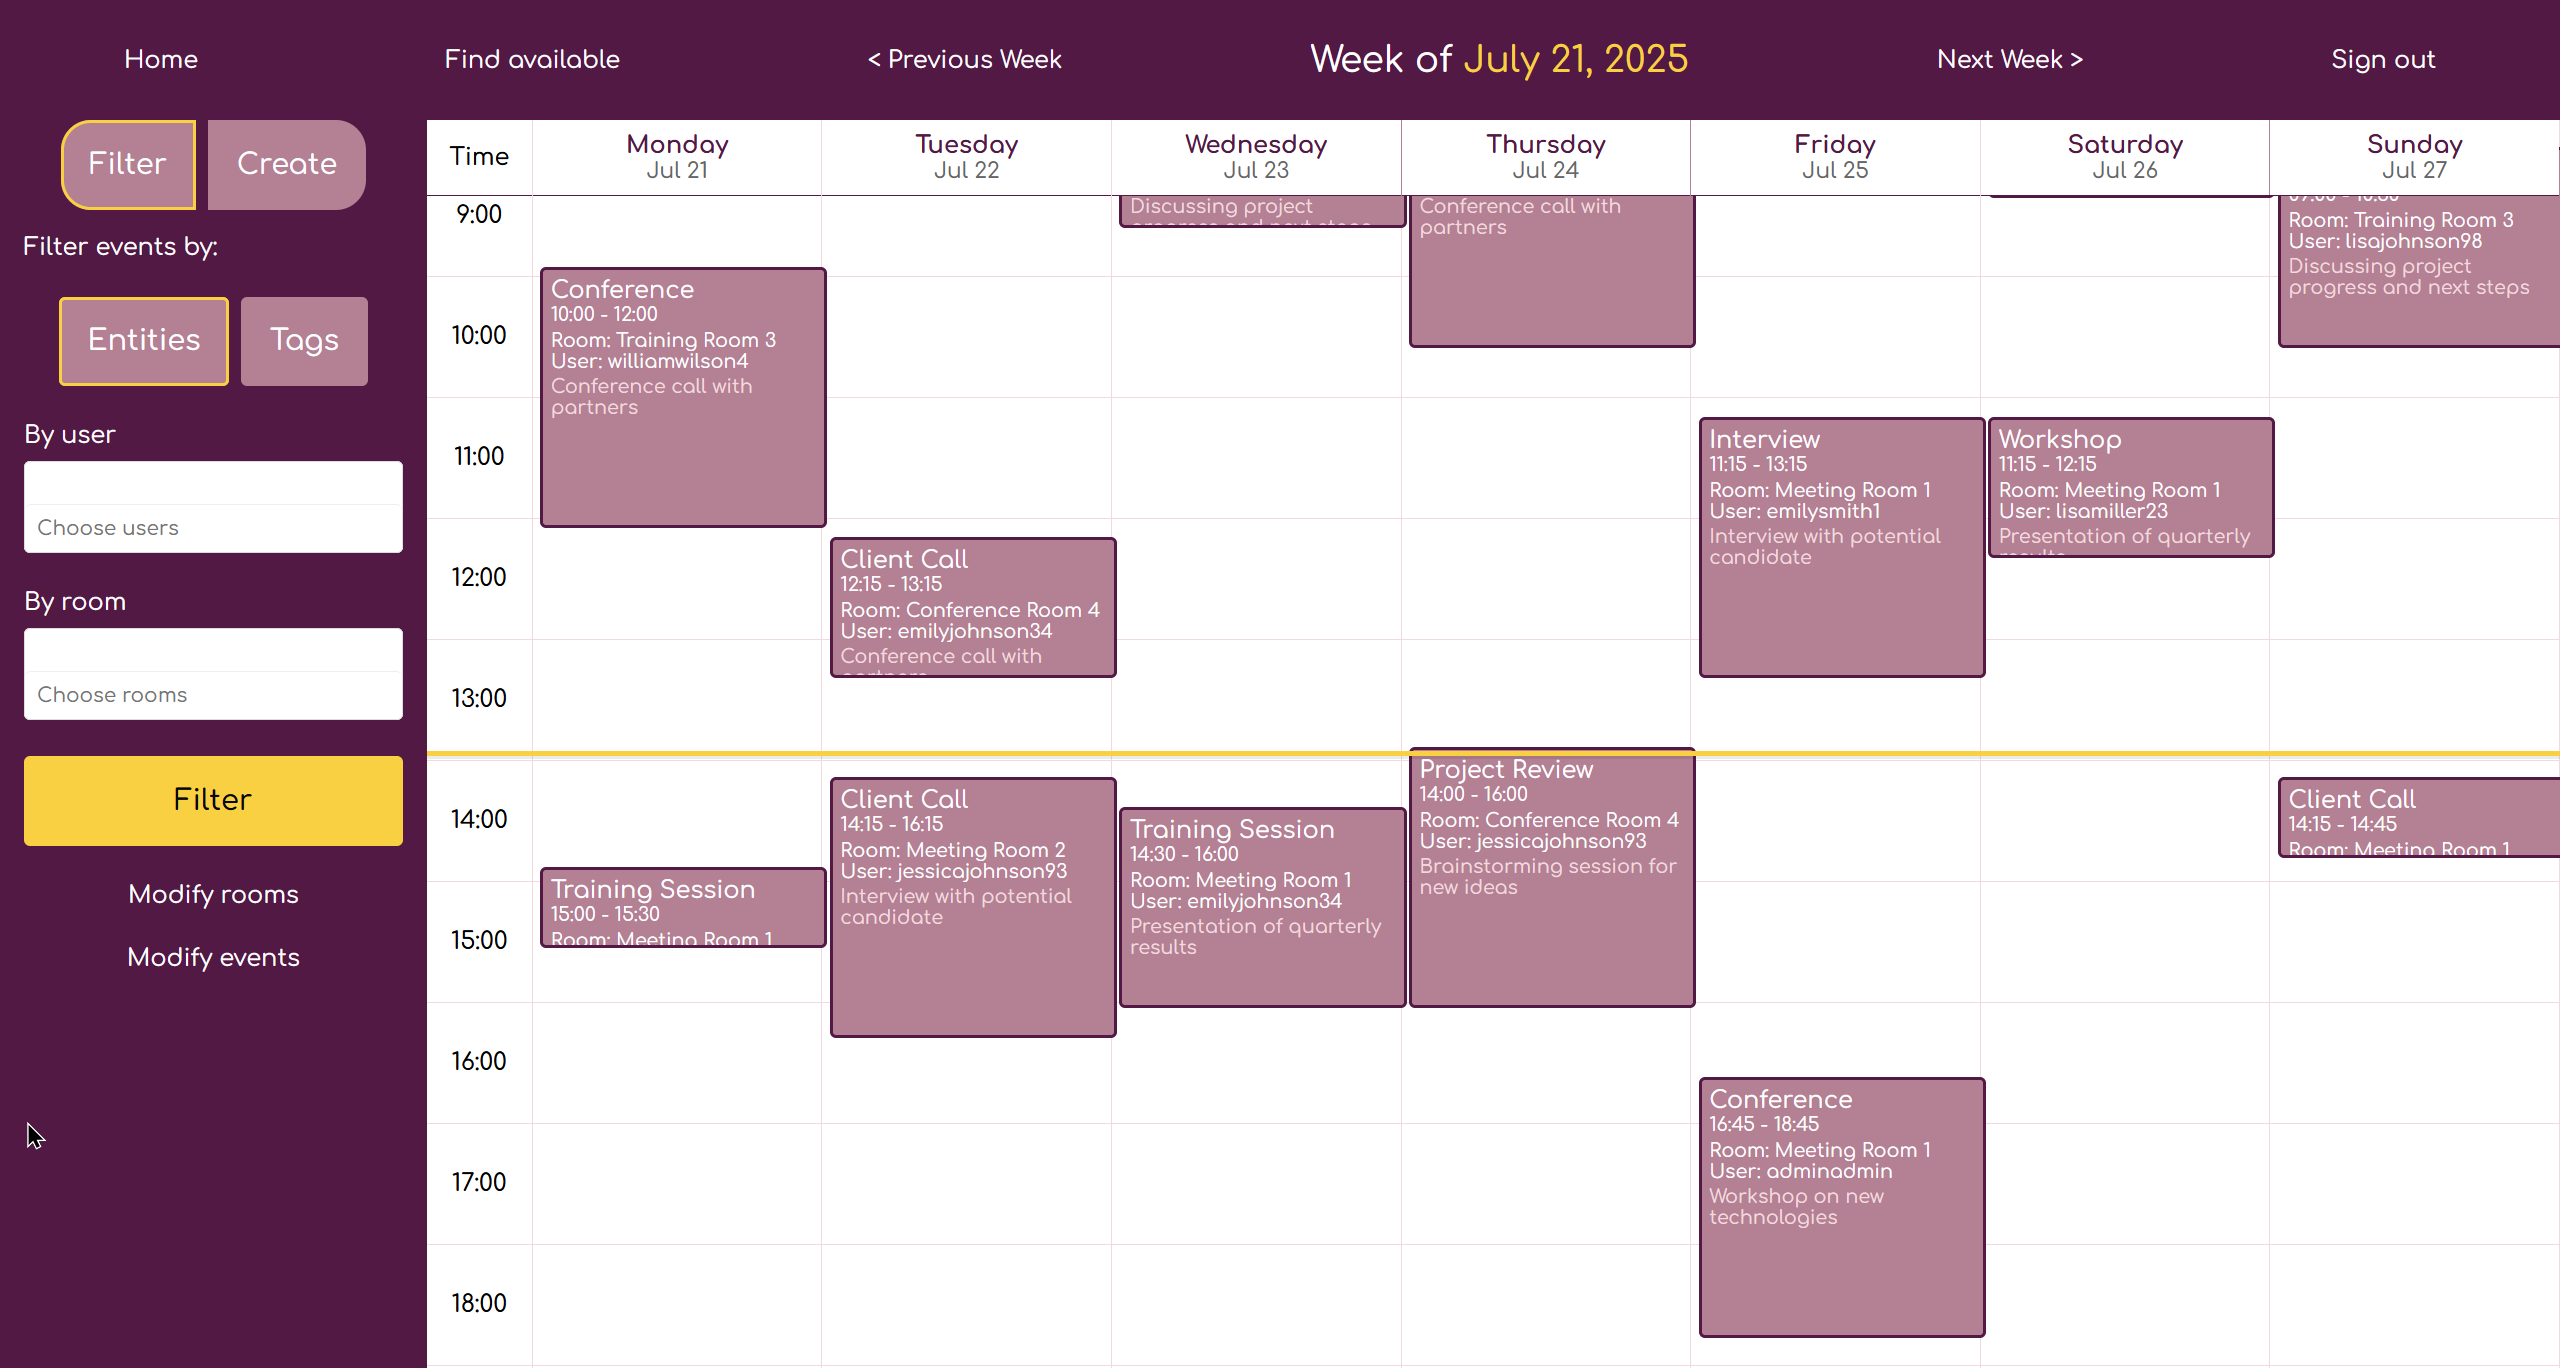 Home
Find available
< Previous Week
Week of July 21, 2025
Next Week >
Sign out
Filter
Create
Filter events by:
Entities
Tags
By user
Choose users
By room
Choose rooms
Filter
Modify rooms
Modify events
Time
Monday
Jul 21
Tuesday
Jul 22
Wednesday
Jul 23
Thursday
Jul 24
Friday
Jul 25
Saturday
Jul 26
Sunday
Jul 27
9:00
10:00
11:00
12:00
13:00
14:00
15:00
16:00
17:00
18:00
Conference
10:00 - 12:00
Room: Training Room 3
User: williamwilson4
Conference call with
partners
Training Session
15:00 - 15:30
Room: Meeting Room 1
Client Call
12:15 - 13:15
Room: Conference Room 4
User: emilyjohnson34
Conference call with
Client Call
14:15 - 16:15
Room: Meeting Room 2
User: jessicajohnson93
Interview with potential
candidate
Discussing project
progress and next steps
Training Session
14:30 - 16:00
Room: Meeting Room 1
User: emilyjohnson34
Presentation of quarterly
results
Conference call with
partners
Project Review
14:00 - 16:00
Room: Conference Room 4
User: jessicajohnson93
Brainstorming session for
new ideas
Interview
11:15 - 13:15
Room: Meeting Room 1
User: emilysmith1
Interview with potential
candidate
Conference
16:45 - 18:45
Room: Meeting Room 1
User: adminadmin
Workshop on new
technologies
Workshop
11:15 - 12:15
Room: Meeting Room 1
User: lisamiller23
Presentation of quarterly
Room: Training Room 3
User: lisajohnson98
Discussing project
progress and next steps
Client Call
14:15 - 14:45
Room: Meeting Room 1